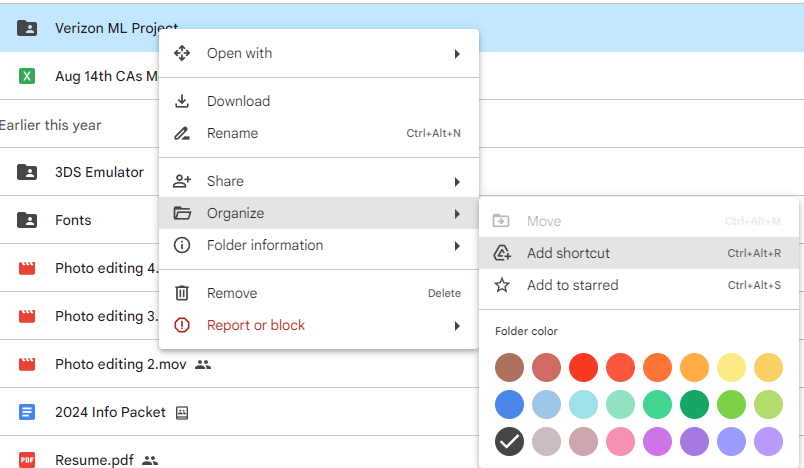 Verizon ML Project
Open with
Aug 14th CAs M
Download
Earlier this year
Rename Ctrl+Alt+N
3DS Emulator
Share
Organize
Fonts
Move Ctrl+Alt+M
Folder information
Add shortcut Ctrl+Alt+R
Photo editing 4.
Add to starred Ctrl+Alt+S
Remove Delete
Photo editing 3.
Report or block
Folder color
Photo editing 2.mov
2024 Info Packet
PDF Resume.pdf